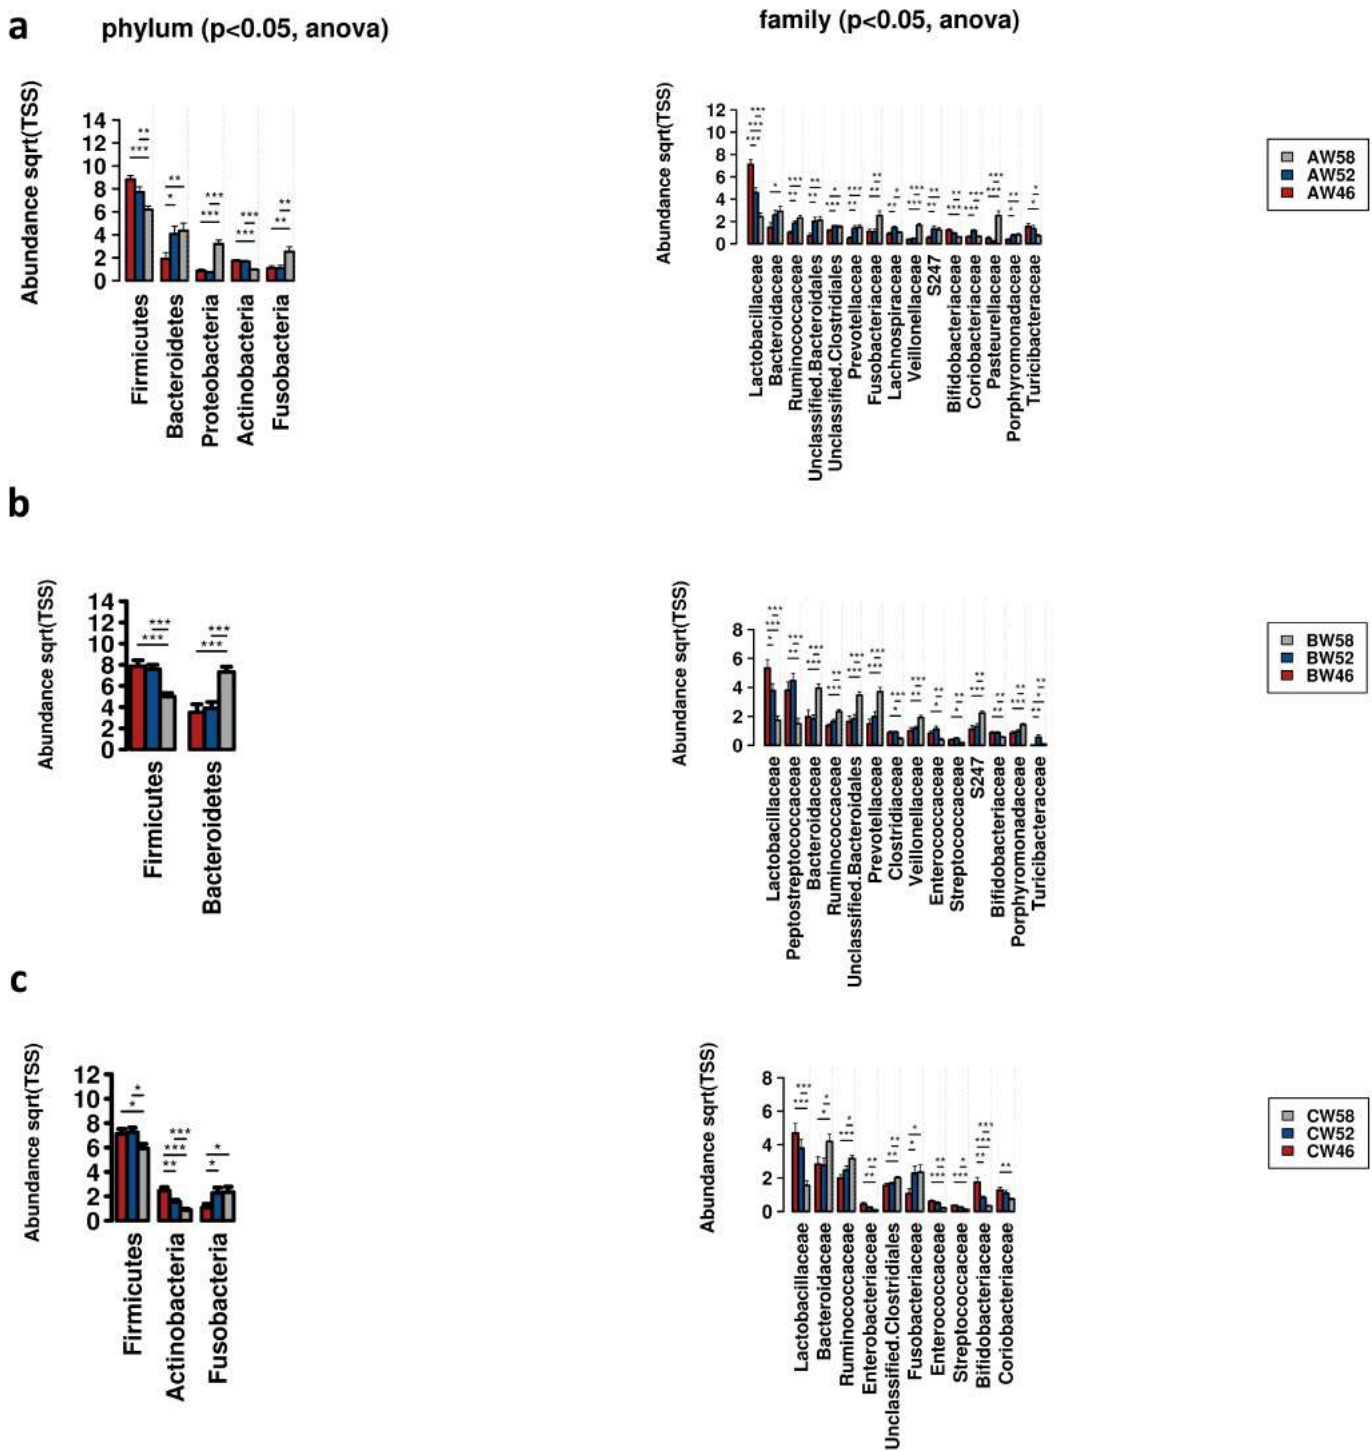 a
phylum (p<0.05, anova)
family (p<0.05, anova)
Abundance sqrt(TSS)
14
12
10
8
6
4
2
0
Firmicutes
Bacteroidetes
Proteobacteria
Actinobacteria
Fusobacteria
Abundance sqrt(TSS)
12
10
8
6
4
2
0
Lactobacillaceae
Bacteroidaceae
Ruminococcaceae
Unclassified.Bacteroidales
Unclassified.Clostridiales
Prevotellaceae
Fusobacteriaceae
Lachnospiraceae
Veillonellaceae
S247
Bifidobacteriaceae
Coriobacteriaceae
Pasteurellaceae
Porphyromonadaceae
Turicibacteraceae
AW58
AW52
AW46
b
Abundance sqrt(TSS)
14
12
10
8
6
4
2
0
Firmicutes
Bacteroidetes
Abundance sqrt(TSS)
8
6
4
2
0
Lactobacillaceae
Peptostreptococcaceae
Bacteroidaceae
Ruminococcaceae
Unclassified.Bacteroidales
Prevotellaceae
Clostridiaceae
Veillonellaceae
Enterococcaceae
Streptococcaceae
S247
Bifidobacteriaceae
Porphyromonadaceae
Turicibacteraceae
BW58
BW52
BW46
c
Abundance sqrt(TSS)
12
10
8
6
4
2
0
Firmicutes
Actinobacteria
Fusobacteria
Abundance sqrt(TSS)
8
6
4
2
0
Lactobacillaceae
Bacteroidaceae
Ruminococcaceae
Enterobacteriaceae
Unclassified.Clostridiales
Fusobacteriaceae
Enterococcaceae
Streptococcaceae
Bifidobacteriaceae
Coriobacteriaceae
CW58
CW52
CW46